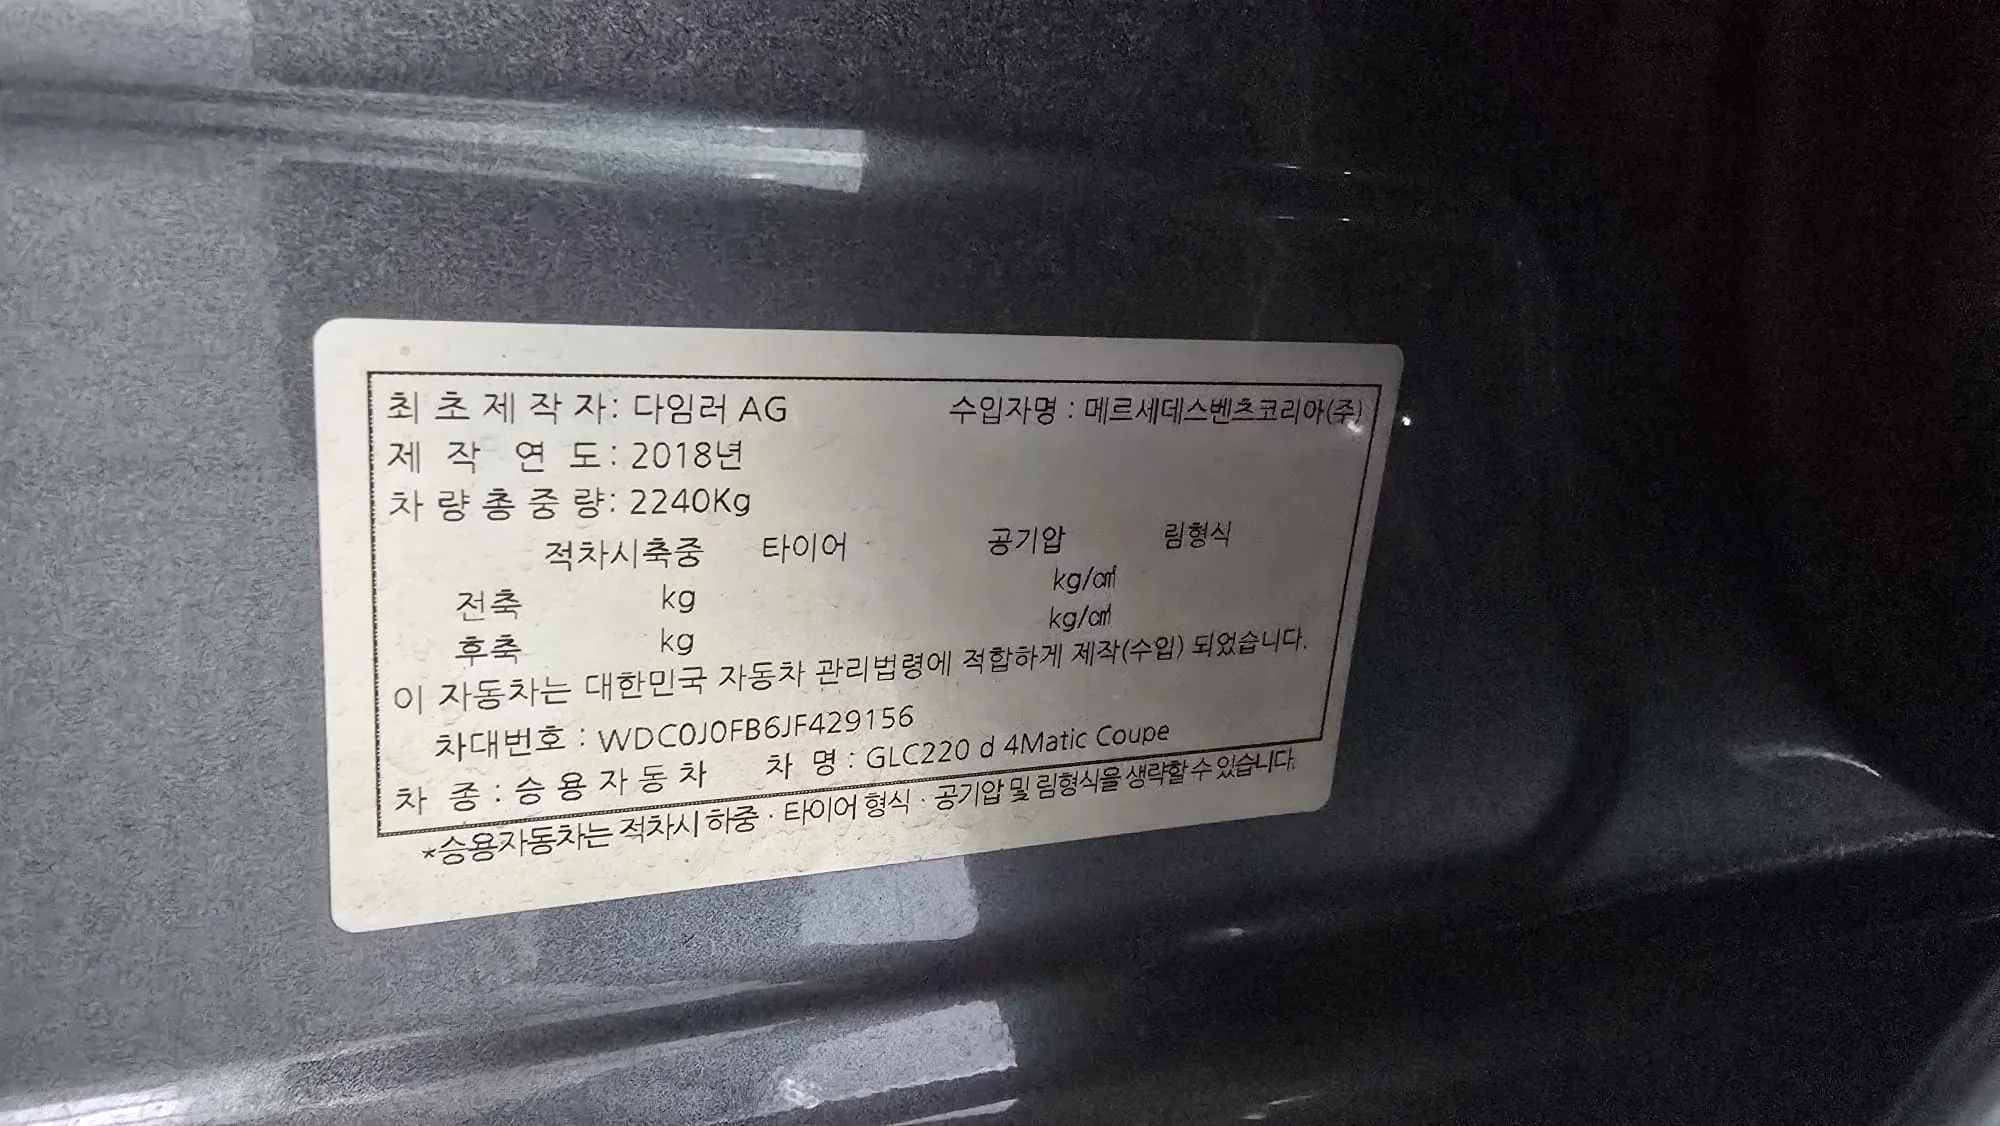 최초제작자: 다임러 AG 수입자명 : 메르세데스벤츠코리아(주)
제 작 연 도 : 2018년
차량총중량: 2240Kg
적차시축중 타이어 공기압 림형식
전축 kg kg/㎠
후축 kg kg/㎠
이 자동차는 대한민국 자동차 관리법령에 적합하게 제작(수입) 되었습니다.
차대번호 : WDC0J0FB6JF429156
차 종 : 승용자동차 차 명 : GLC220 d 4Matic Coupe
*승용자동차는 적차시 하중 · 타이어 형식 · 공기압 및 림형식을 생략할 수 있습니다.